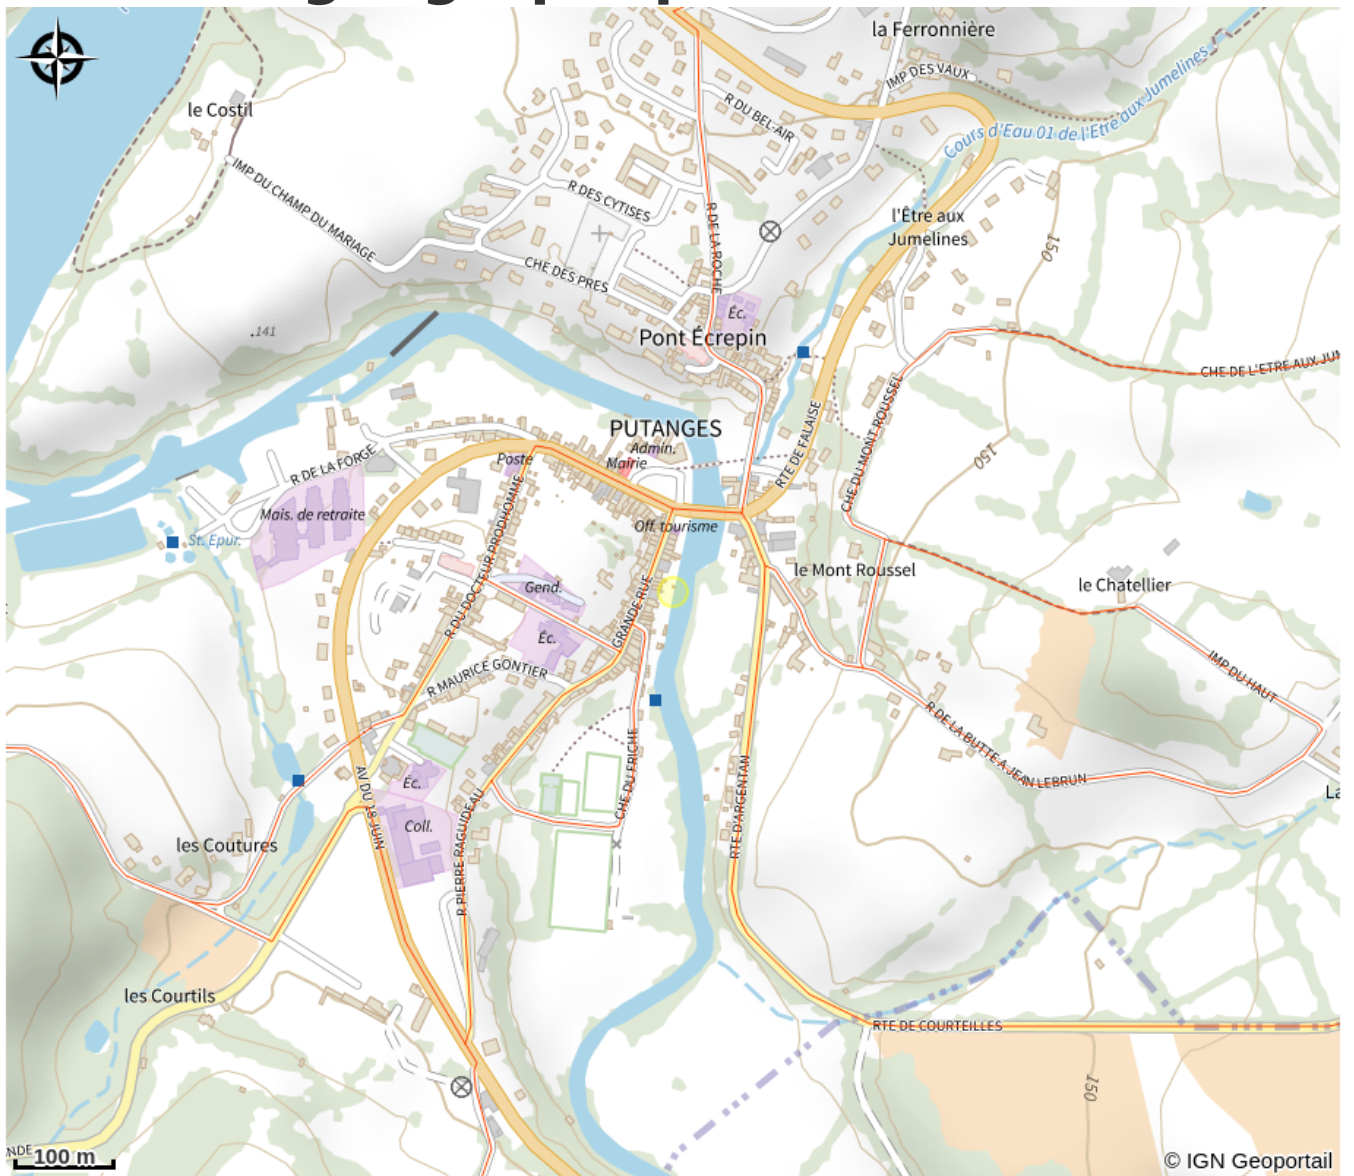 la Ferronnière
IMP DES VAUX
le Costil
R DU BEL-AIR
Cours d'Eau 01 de l'Etre aux Jumelines
IMP DU CHAMP DU MARIAGE
R DES CYTISES
R DE LA ROCHE
l'Être aux
Jumelines
150
CHE DES PRES
Éc.
.141
Pont Écrepin
CHE DE L'ETRE AUX JUM
CHE DU MONT ROUSSEL
RTE DE FALAISE
PUTANGES
Admin.
Mairie
Poste
R DE LA FORGE
150
Mais. de retraite
Off. tourisme
St. Epur.
R DU DOCTEUR PRODHOMME
le Mont Roussel
le Chatellier
Gend.
GRANDE RUE
Éc.
R MAURICE GONTIER
IMP DU HAUT
R DE LA BUTTE A JEAN LEBRUN
CHE DU FRICHE
RTE D'ARGENTAN
AV DU 18 JUIN
Éc.
La
Coll.
les Coutures
R PIERRE RAGUIDEAU
les Courtils
RTE DE COURTEILLES
150
NDE
100 m
© IGN Geoportail